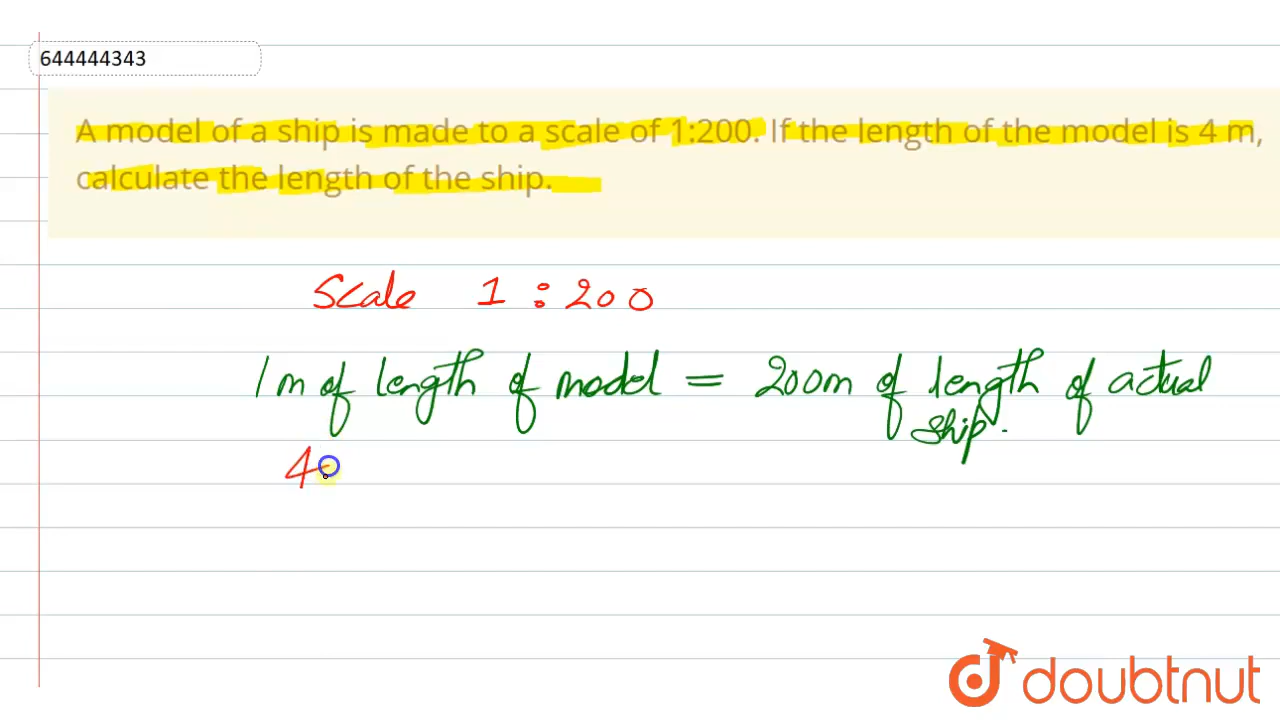 644444343
A model of a ship is made to a scale of 1:200. If the length of the model is 4 m,
calculate the length of the ship.
Scale 1 : 200
1m of length of model = 200m of length of actual
ship.
4
doubtnut